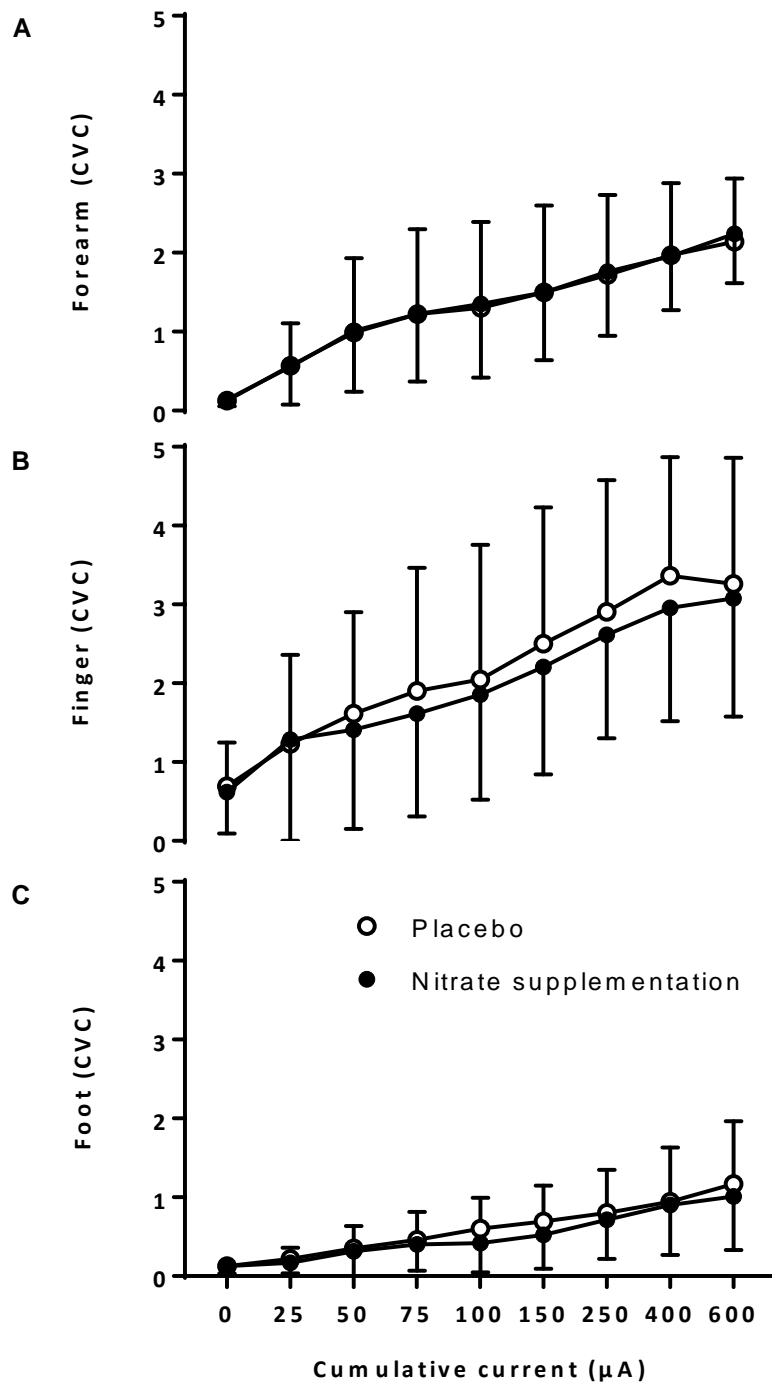 A
Forearm (CVC)
5
4
3
2
1
0
B
Finger (CVC)
5
4
3
2
1
0
C
Foot (CVC)
5
4
3
2
1
0
Placebo
Nitrate supplementation
0 25 50 75 100 150 250 400 600
Cumulative current (µA)